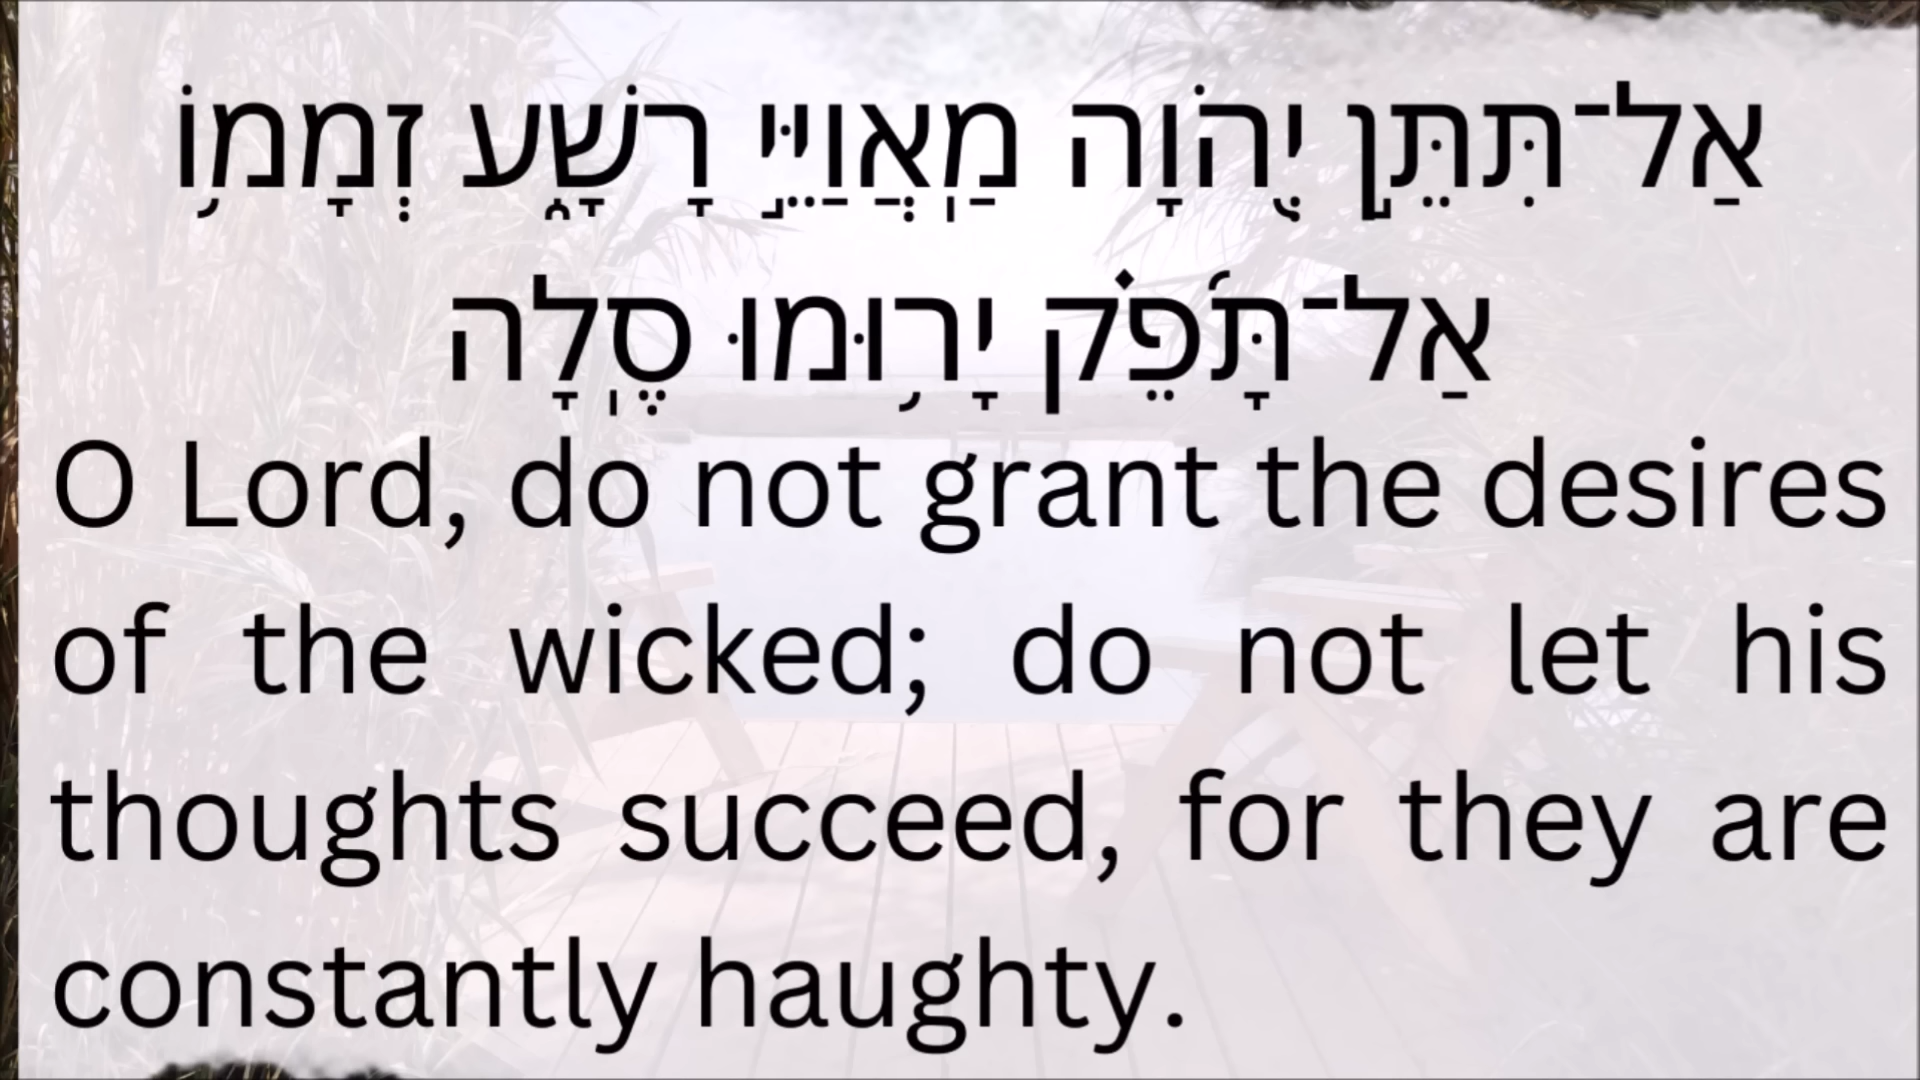 אַל־תִּתֵּ֣ן יְ֭הֹוָה מַאֲוַיֵּ֣י רָשָׁ֑ע זְמָמ֥וֹ
אַל־תָּ֝פֵ֗ק יָר֥וּמוּ סֶֽלָה
O Lord, do not grant the desires
of the wicked; do not let his
thoughts succeed, for they are
constantly haughty.